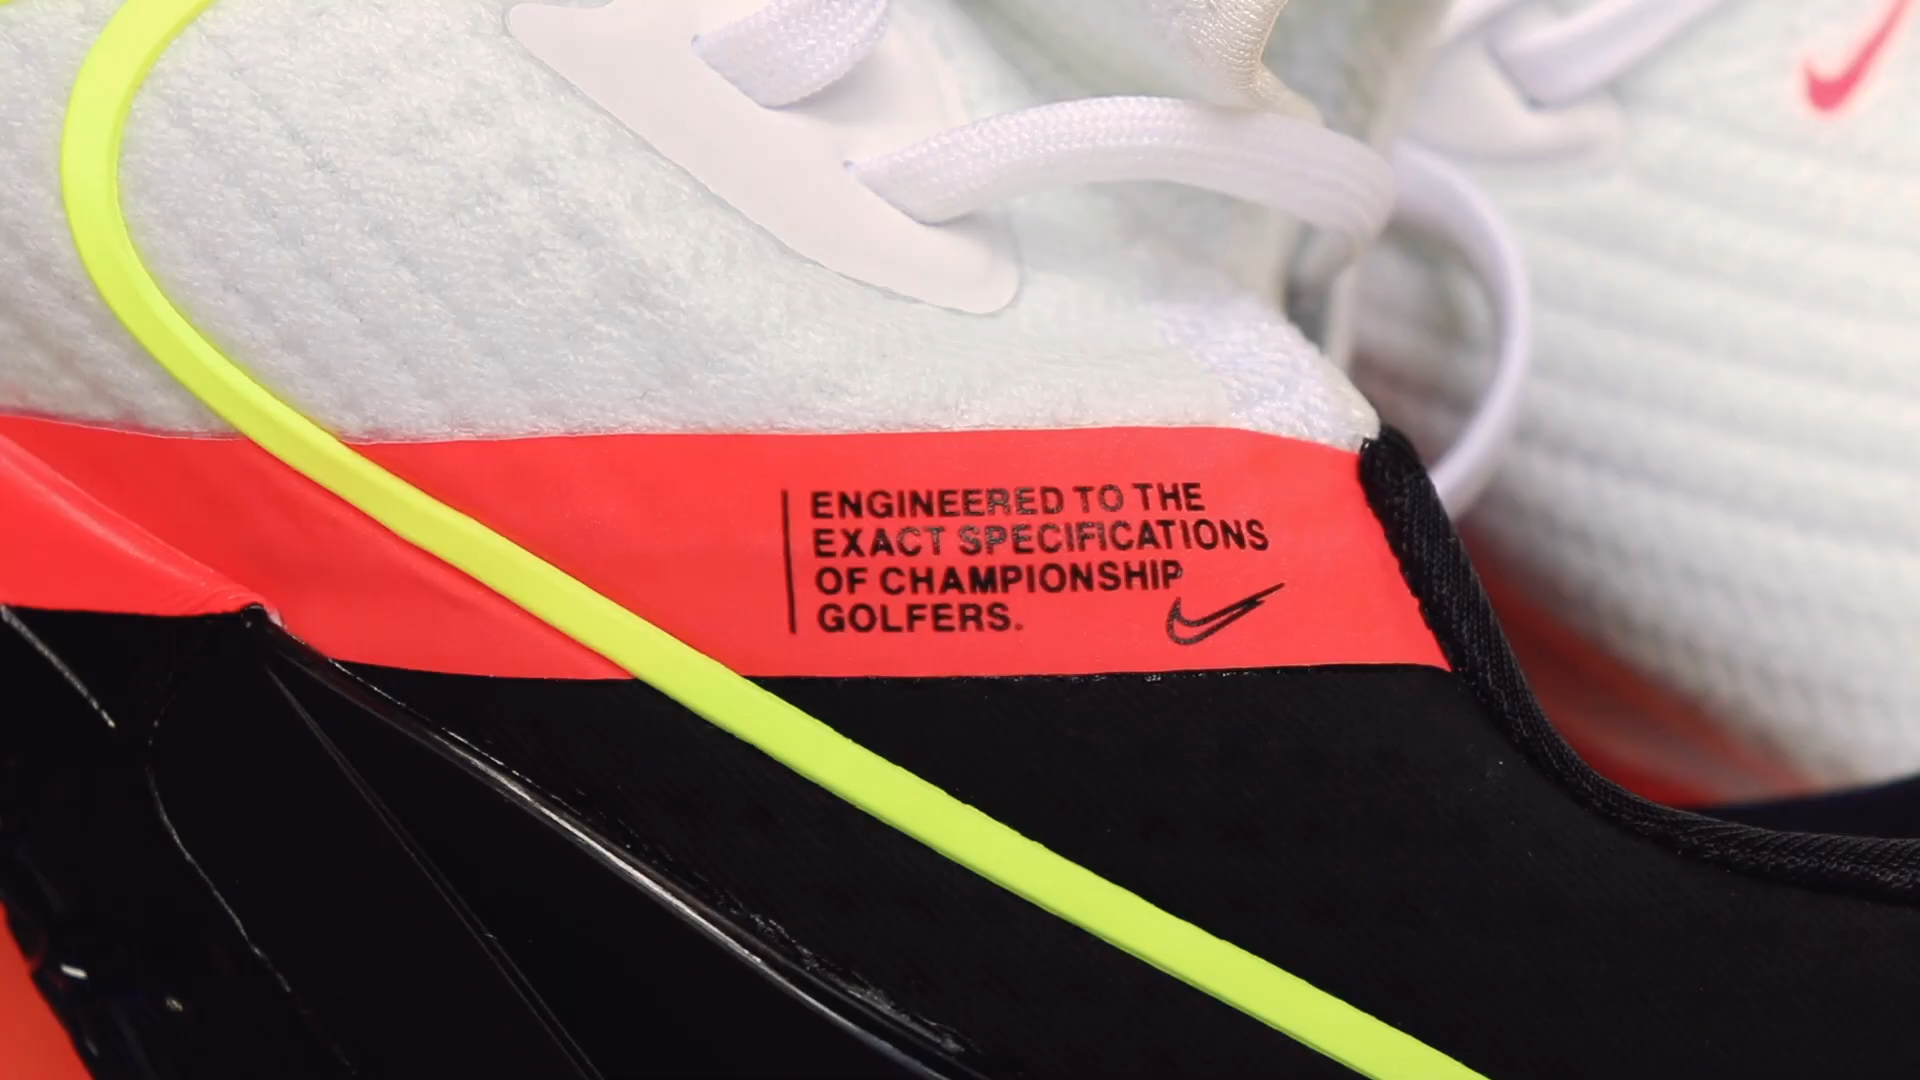 ENGINEERED TO THE
EXACT SPECIFICATIONS
OF CHAMPIONSHIP
GOLFERS.